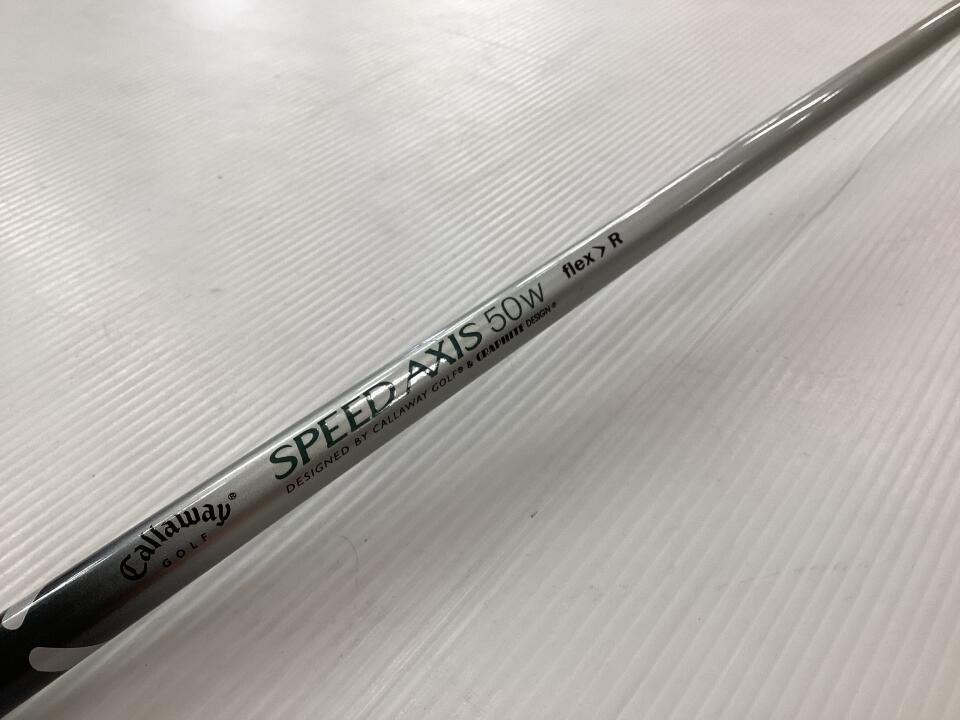 Callaway®
GOLF
SPEED AXIS 50W flex > R
DESIGNED BY CALLAWAY GOLF® & GRAPHITE DESIGN®